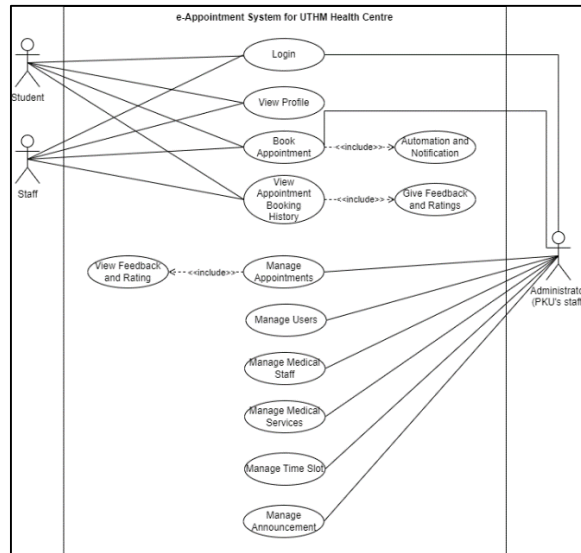 e-Appointment System for UTHM Health Centre
Login
Student
View Profile
Book
Appointment
<<include>>
Automation and
Notification
Staff
View
Appointment
Booking
History
<<include>>
Give Feedback
and Ratings
View Feedback
and Rating
<<include>>
Manage
Appointments
Administrato
(PKU's staff
Manage Users
Manage Medical
Staff
Manage Medical
Services
Manage Time Slot
Manage
Announcement